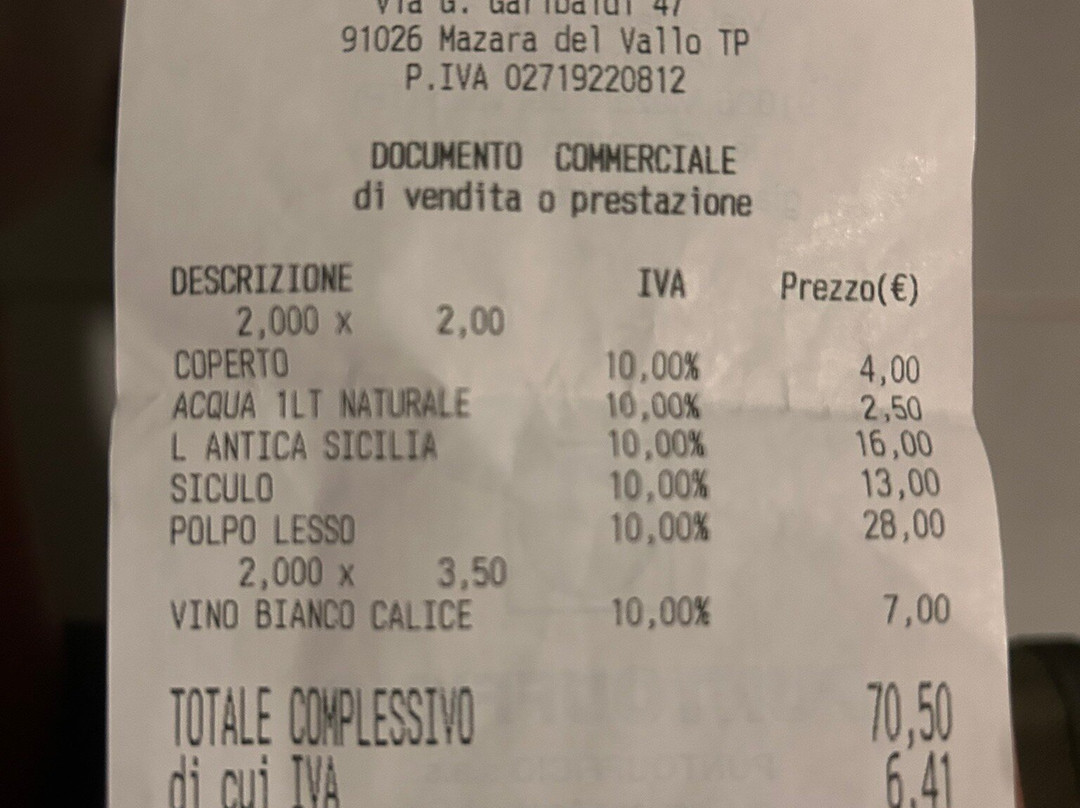 Via G. Garibaldi 47
91026 Mazara del Vallo TP
P.IVA 02719220812
DOCUMENTO COMMERCIALE
di vendita o prestazione
DESCRIZIONE IVA Prezzo(€)
2,000 x 2,00
COPERTO 10,00% 4,00
ACQUA 1LT NATURALE 10,00% 2,50
L ANTICA SICILIA 10,00% 16,00
SICULO 10,00% 13,00
POLPO LESSO 10,00% 28,00
2,000 x 3,50
VINO BIANCO CALICE 10,00% 7,00
TOTALE COMPLESSIVO 70,50
di cui IVA 6,41